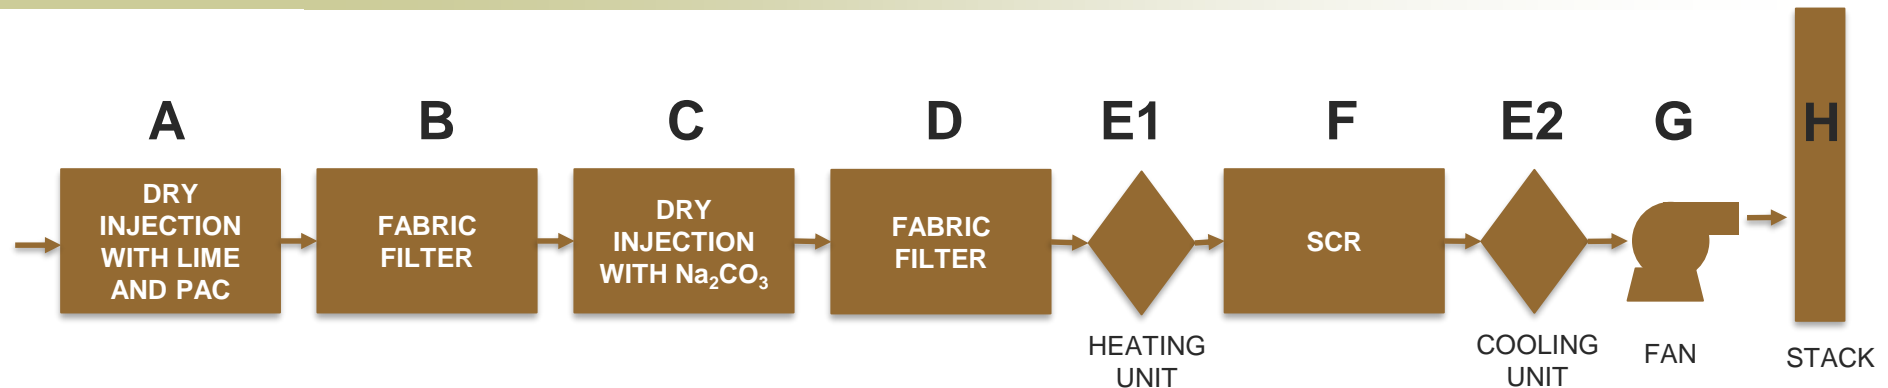 A
B
C
D
E1
F
E2
G
H
DRY
INJECTION
WITH LIME
AND PAC
FABRIC
FILTER
DRY
INJECTION
WITH Na₂CO₃
FABRIC
FILTER
SCR
HEATING
UNIT
COOLING
UNIT
FAN
STACK